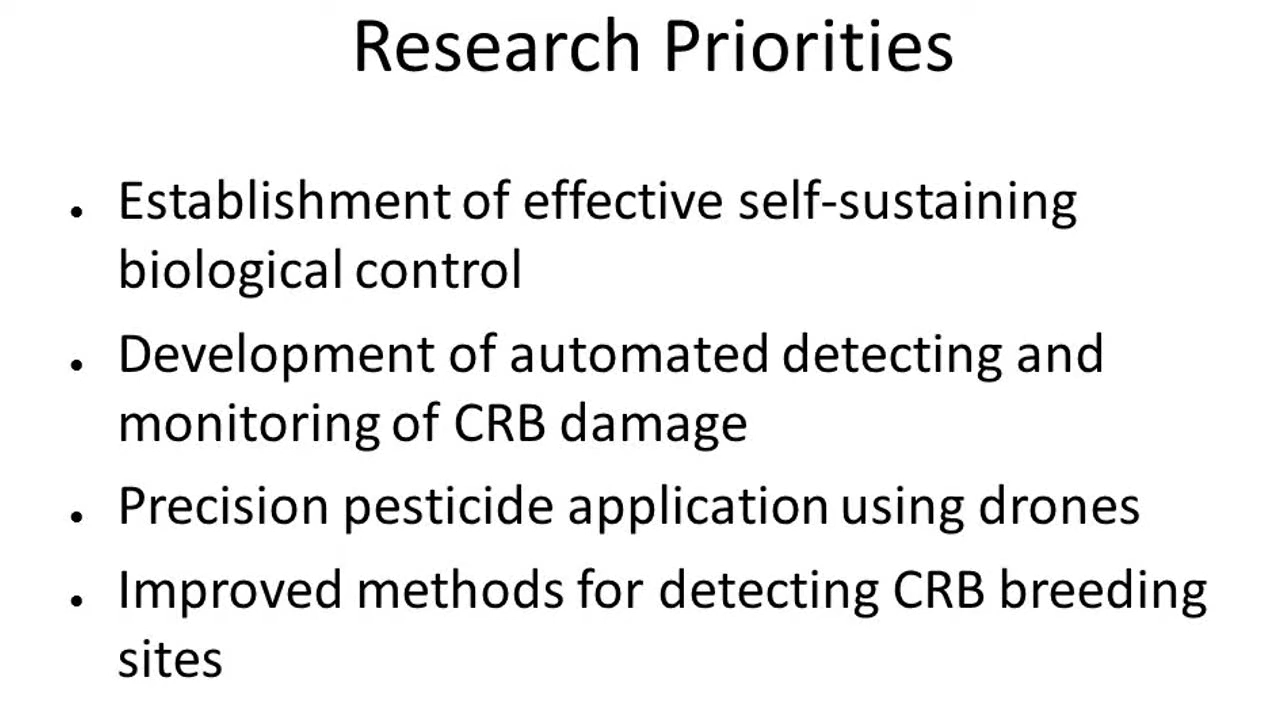 Research Priorities
• Establishment of effective self-sustaining
biological control
• Development of automated detecting and
monitoring of CRB damage
• Precision pesticide application using drones
• Improved methods for detecting CRB breeding
sites